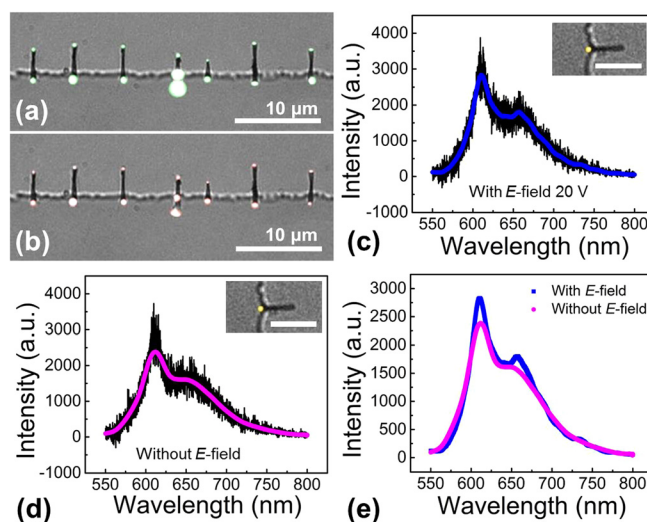 (a)
10 μm
(b)
10 μm
Intensity (a.u.)
4000
3000
2000
1000
0
-1000
With E-field 20 V
550 600 650 700 750 800
Wavelength (nm)
(c)
Intensity (a.u.)
4000
3000
2000
1000
0
-1000
Without E-field
550 600 650 700 750 800
Wavelength (nm)
(d)
Intensity (a.u.)
3000
2500
2000
1500
1000
500
0
With E-field
Without E-field
550 600 650 700 750 800
Wavelength (nm)
(e)